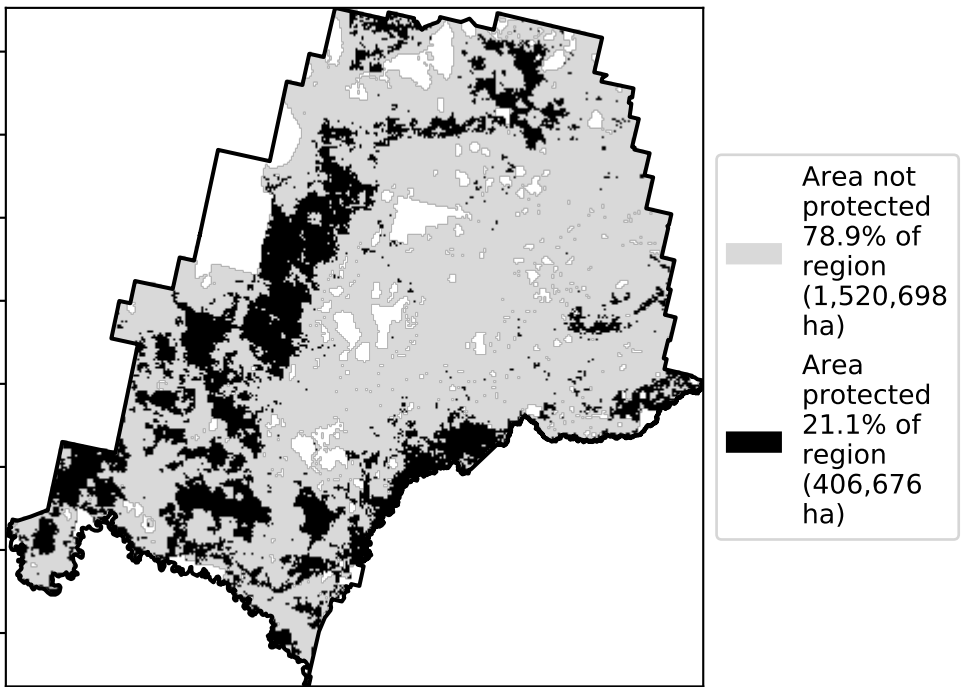 Area not
protected
78.9% of
region
(1,520,698
ha)
Area
protected
21.1% of
region
(406,676
ha)